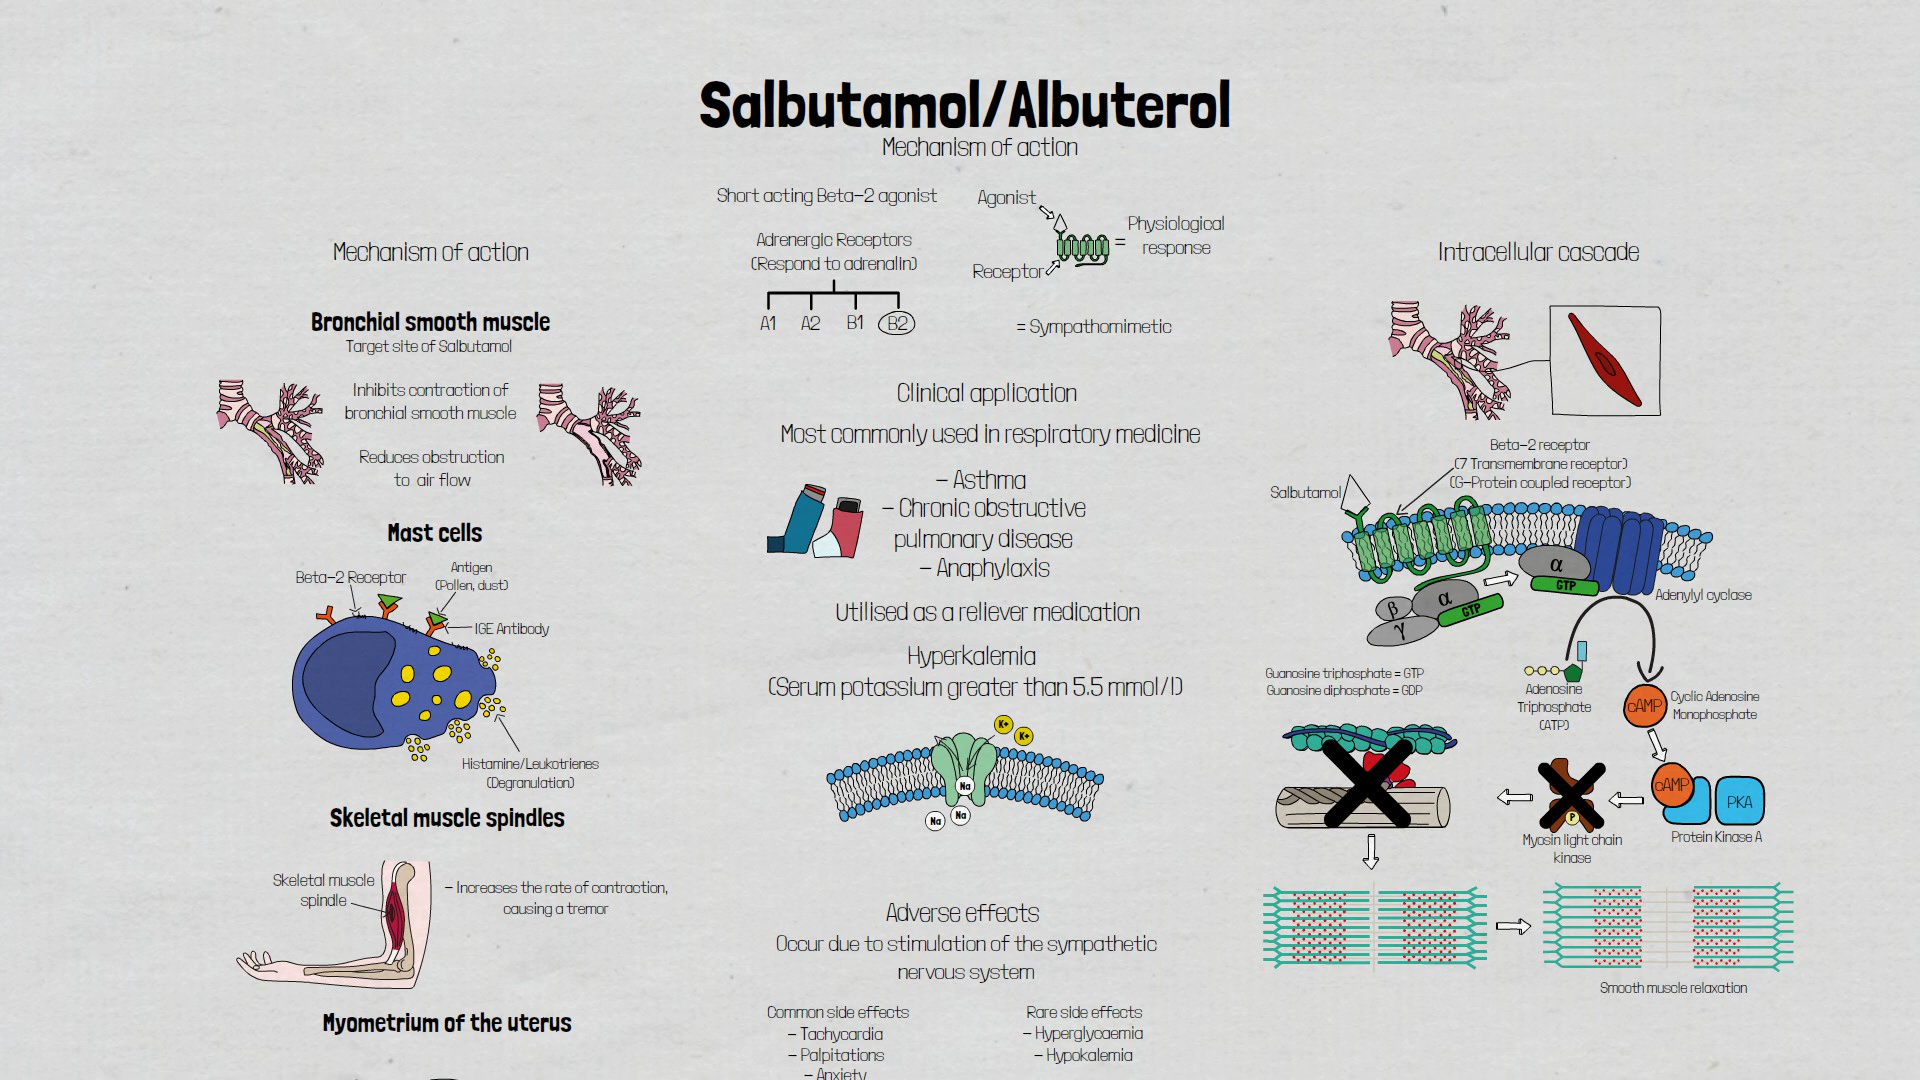 Salbutamol/Albuterol
Mechanism of action
Short acting Beta-2 agonist
Adrenergic Receptors
(Respond to adrenalin)
A1 A2 B1 B2
Agonist
Receptor
=
Physiological
response
= Sympathomimetic
Clinical application
Most commonly used in respiratory medicine
- Asthma
- Chronic obstructive
pulmonary disease
- Anaphylaxis
Utilised as a reliever medication
Hyperkalemia
(Serum potassium greater than 5.5 mmol/l)
K+
K+
Na
Na
Na
Adverse effects
Occur due to stimulation of the sympathetic
nervous system
Common side effects
- Tachycardia
- Palpitations
- Anxiety
Rare side effects
- Hyperglycaemia
- Hypokalemia
Mechanism of action
Bronchial smooth muscle
Target site of Salbutamol
Inhibits contraction of
bronchial smooth muscle
Reduces obstruction
to air flow
Mast cells
Beta-2 Receptor
Antigen
(Pollen, dust)
IGE Antibody
Histamine/Leukotrienes
(Degranulation)
Skeletal muscle spindles
Skeletal muscle
spindle
- Increases the rate of contraction,
causing a tremor
Myometrium of the uterus
Intracellular cascade
Beta-2 receptor
(7 Transmembrane receptor)
(G-Protein coupled receptor)
Salbutamol
α
GTP
β
α
GTP
γ
Adenylyl cyclase
Guanosine triphosphate = GTP
Guanosine diphosphate = GDP
Adenosine
Triphosphate
(ATP)
cAMP
Cyclic Adenosine
Monophosphate
cAMP
PKA
Protein Kinase A
P
Myosin light chain
kinase
Smooth muscle relaxation